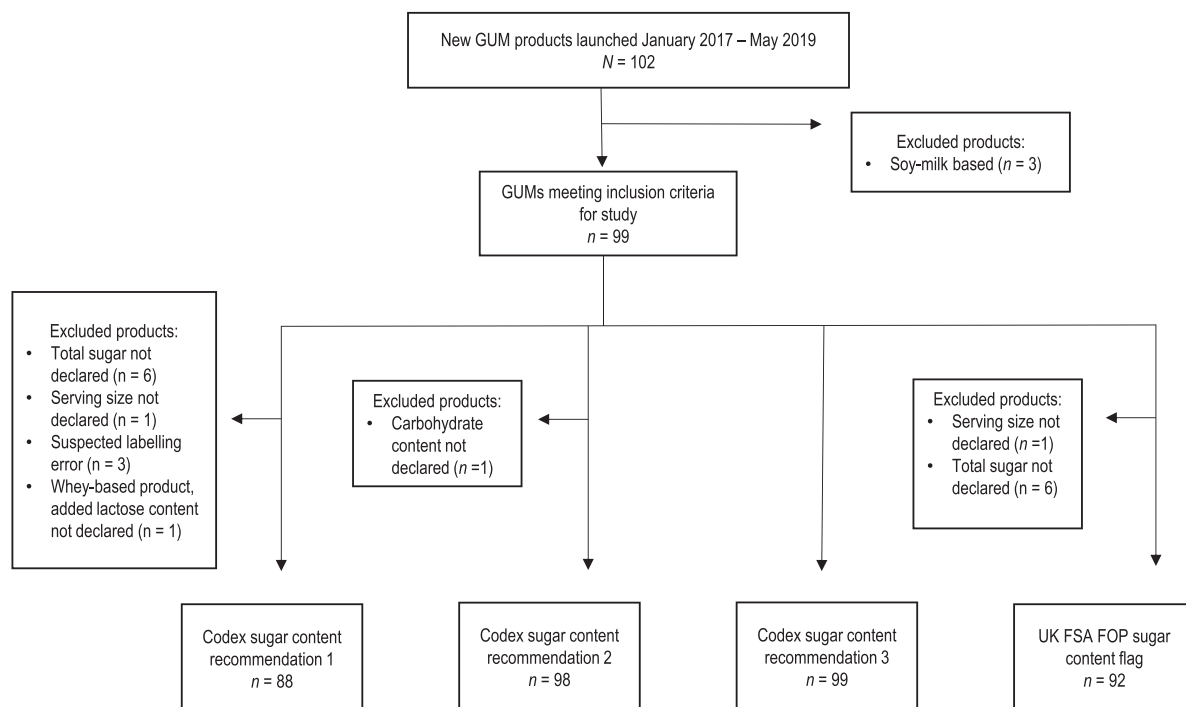 New GUM products launched January 2017 – May 2019
N = 102
Excluded products:
• Soy-milk based (n = 3)
GUMs meeting inclusion criteria
for study
n = 99
Excluded products:
• Total sugar not
declared (n = 6)
• Serving size not
declared (n = 1)
• Suspected labelling
error (n = 3)
• Whey-based product,
added lactose content
not declared (n = 1)
Excluded products:
• Carbohydrate
content not
declared (n =1)
Excluded products:
• Serving size not
declared (n =1)
• Total sugar not
declared (n = 6)
Codex sugar content
recommendation 1
n = 88
Codex sugar content
recommendation 2
n = 98
Codex sugar content
recommendation 3
n = 99
UK FSA FOP sugar
content flag
n = 92